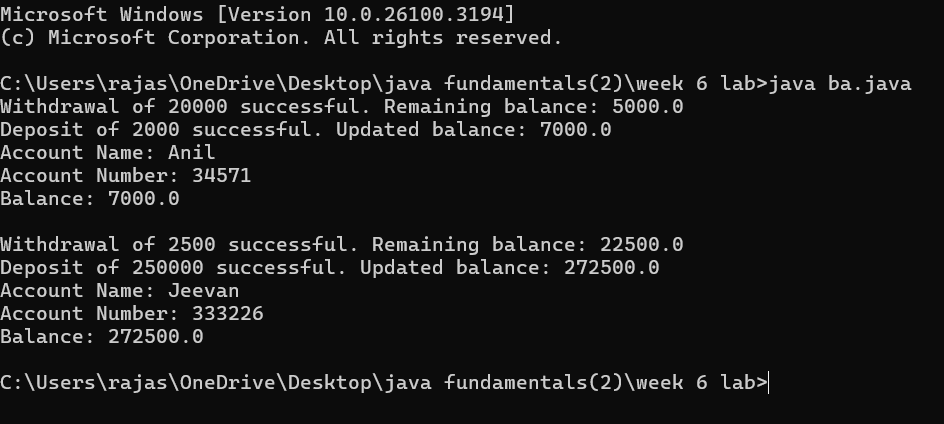 Microsoft Windows [Version 10.0.26100.3194]
(c) Microsoft Corporation. All rights reserved.
C:\Users\rajas\OneDrive\Desktop\java fundamentals(2)\week 6 lab>java ba.java
Withdrawal of 20000 successful. Remaining balance: 5000.0
Deposit of 2000 successful. Updated balance: 7000.0
Account Name: Anil
Account Number: 34571
Balance: 7000.0
Withdrawal of 2500 successful. Remaining balance: 22500.0
Deposit of 250000 successful. Updated balance: 272500.0
Account Name: Jeevan
Account Number: 333226
Balance: 272500.0
C:\Users\rajas\OneDrive\Desktop\java fundamentals(2)\week 6 lab>